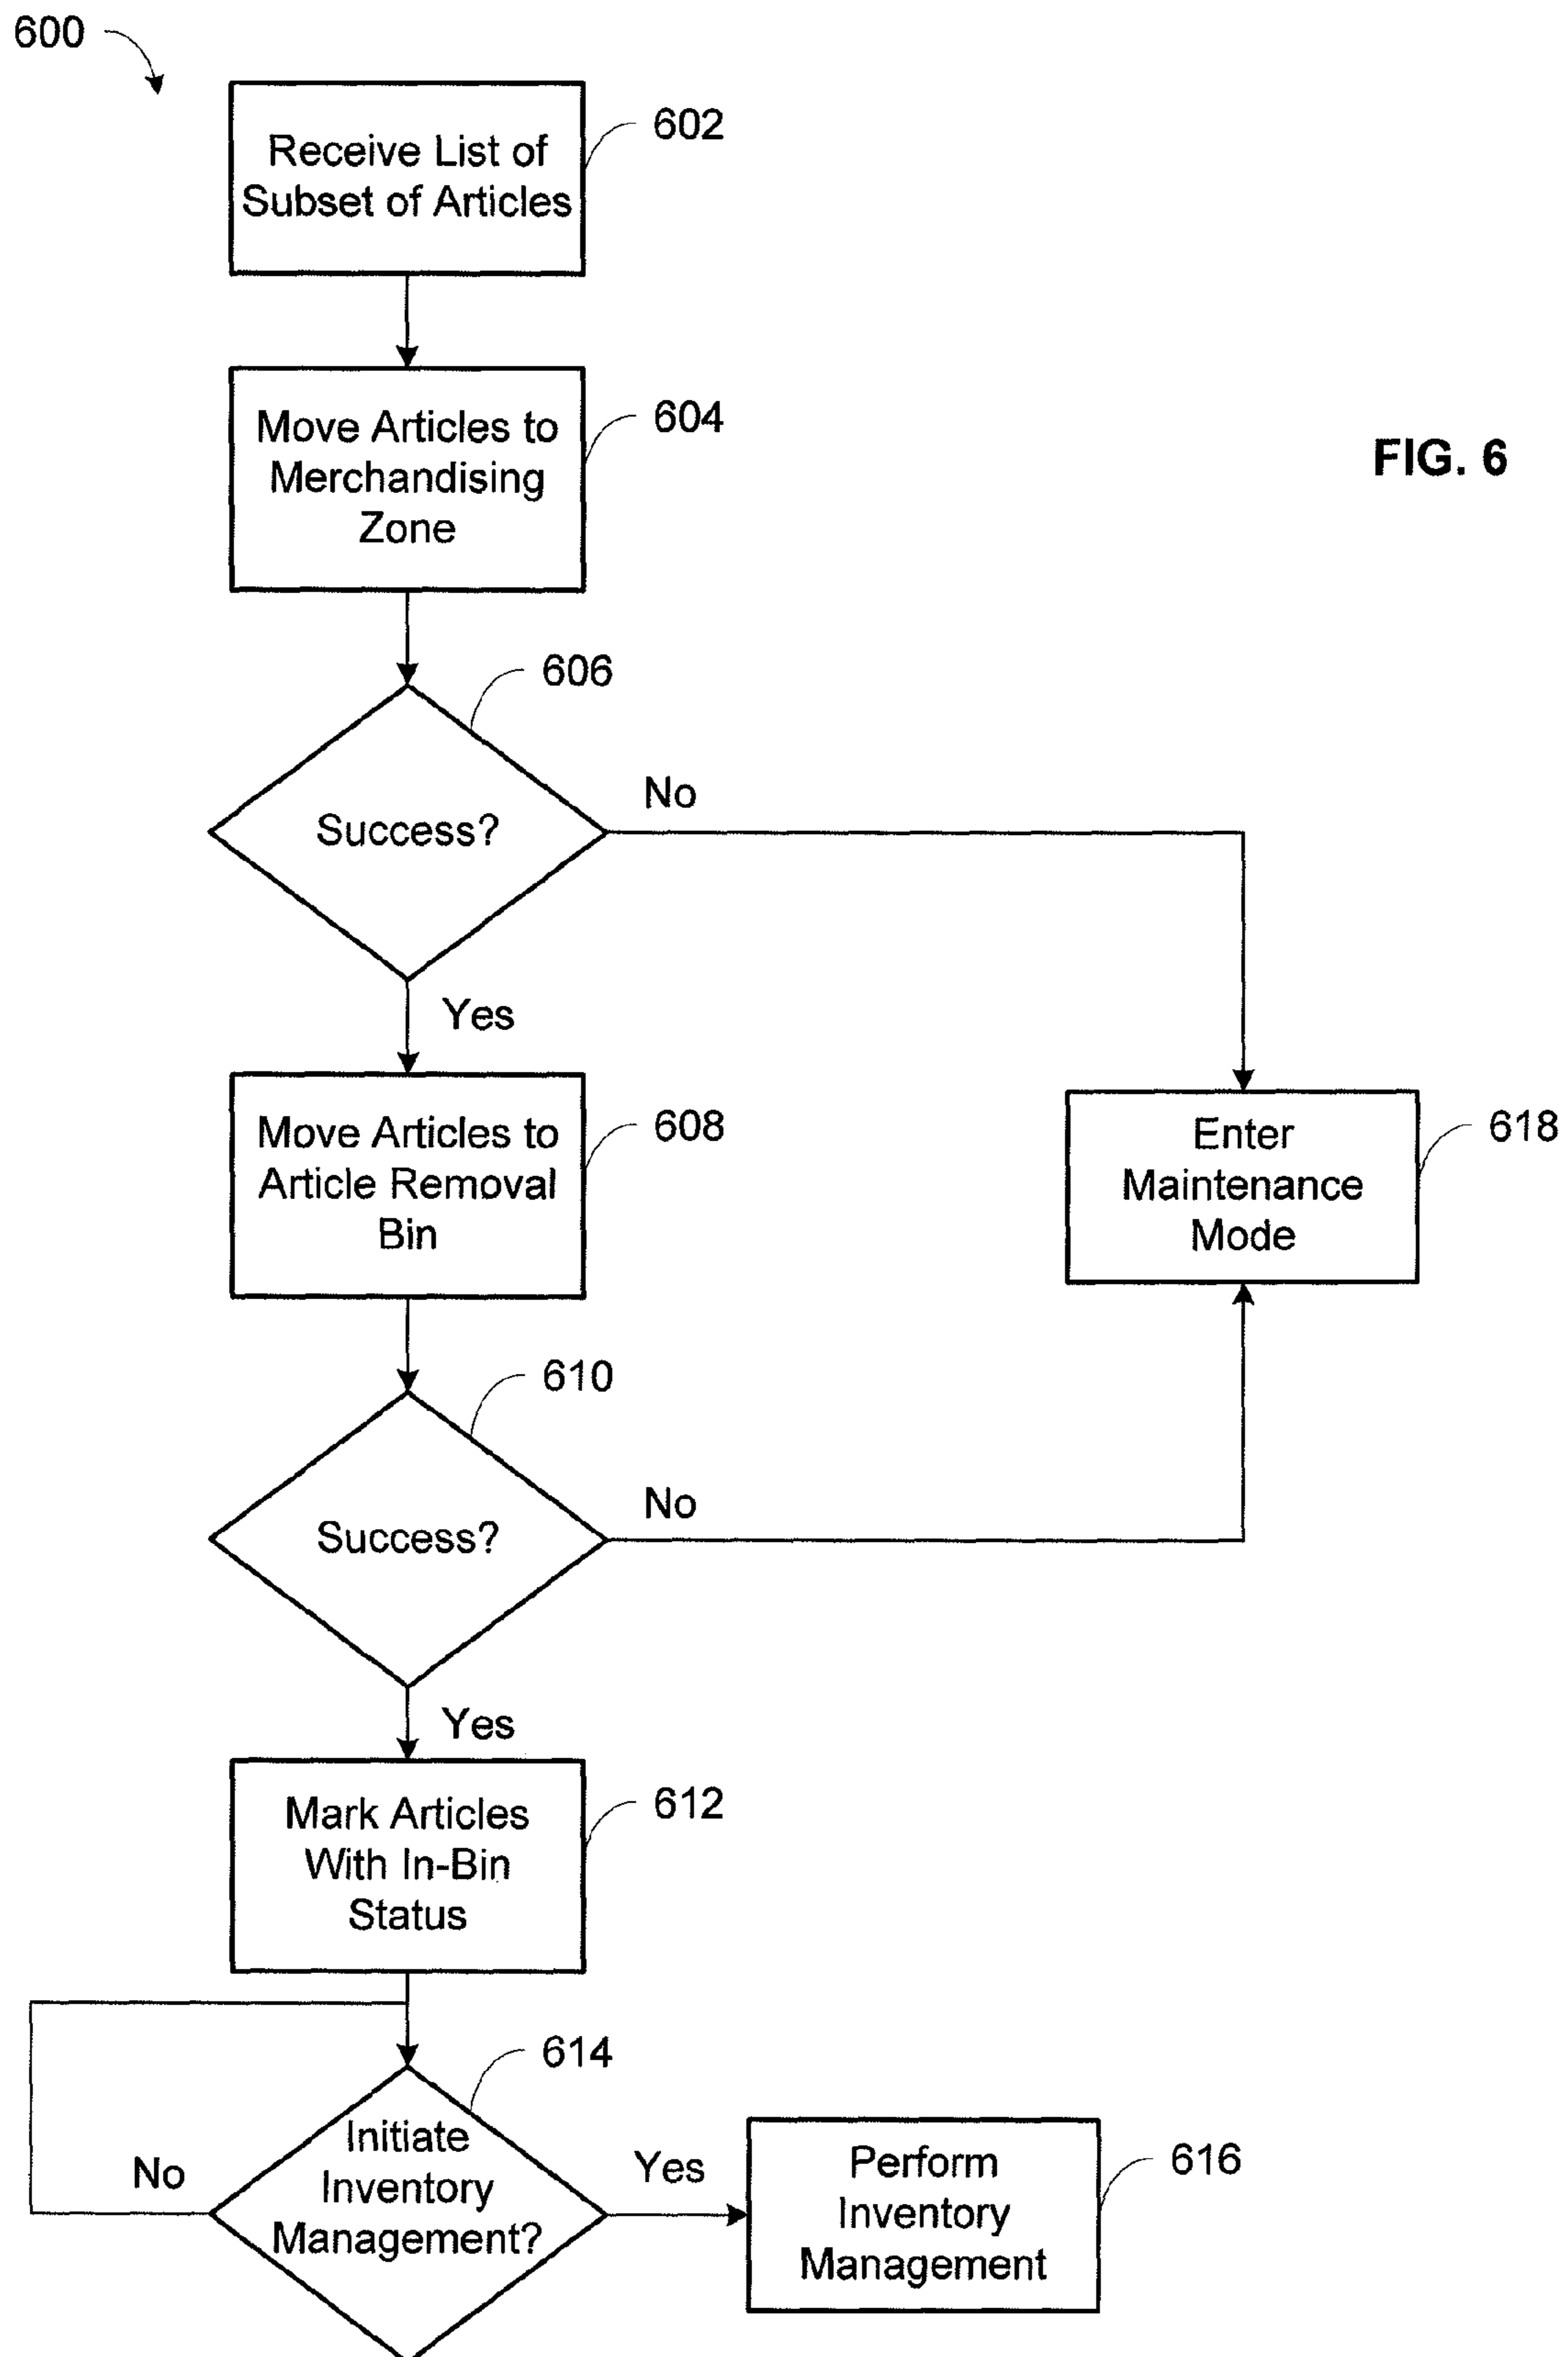 600
Receive List of
Subset of Articles
602
Move Articles to
Merchandising
Zone
604
FIG. 6
606
Success?
No
Yes
Move Articles to
Article Removal
Bin
608
Enter
Maintenance
Mode
618
610
Success?
No
Yes
Mark Articles
With In-Bin
Status
612
614
Initiate
Inventory
Management?
No
Yes
Perform
Inventory
Management
616